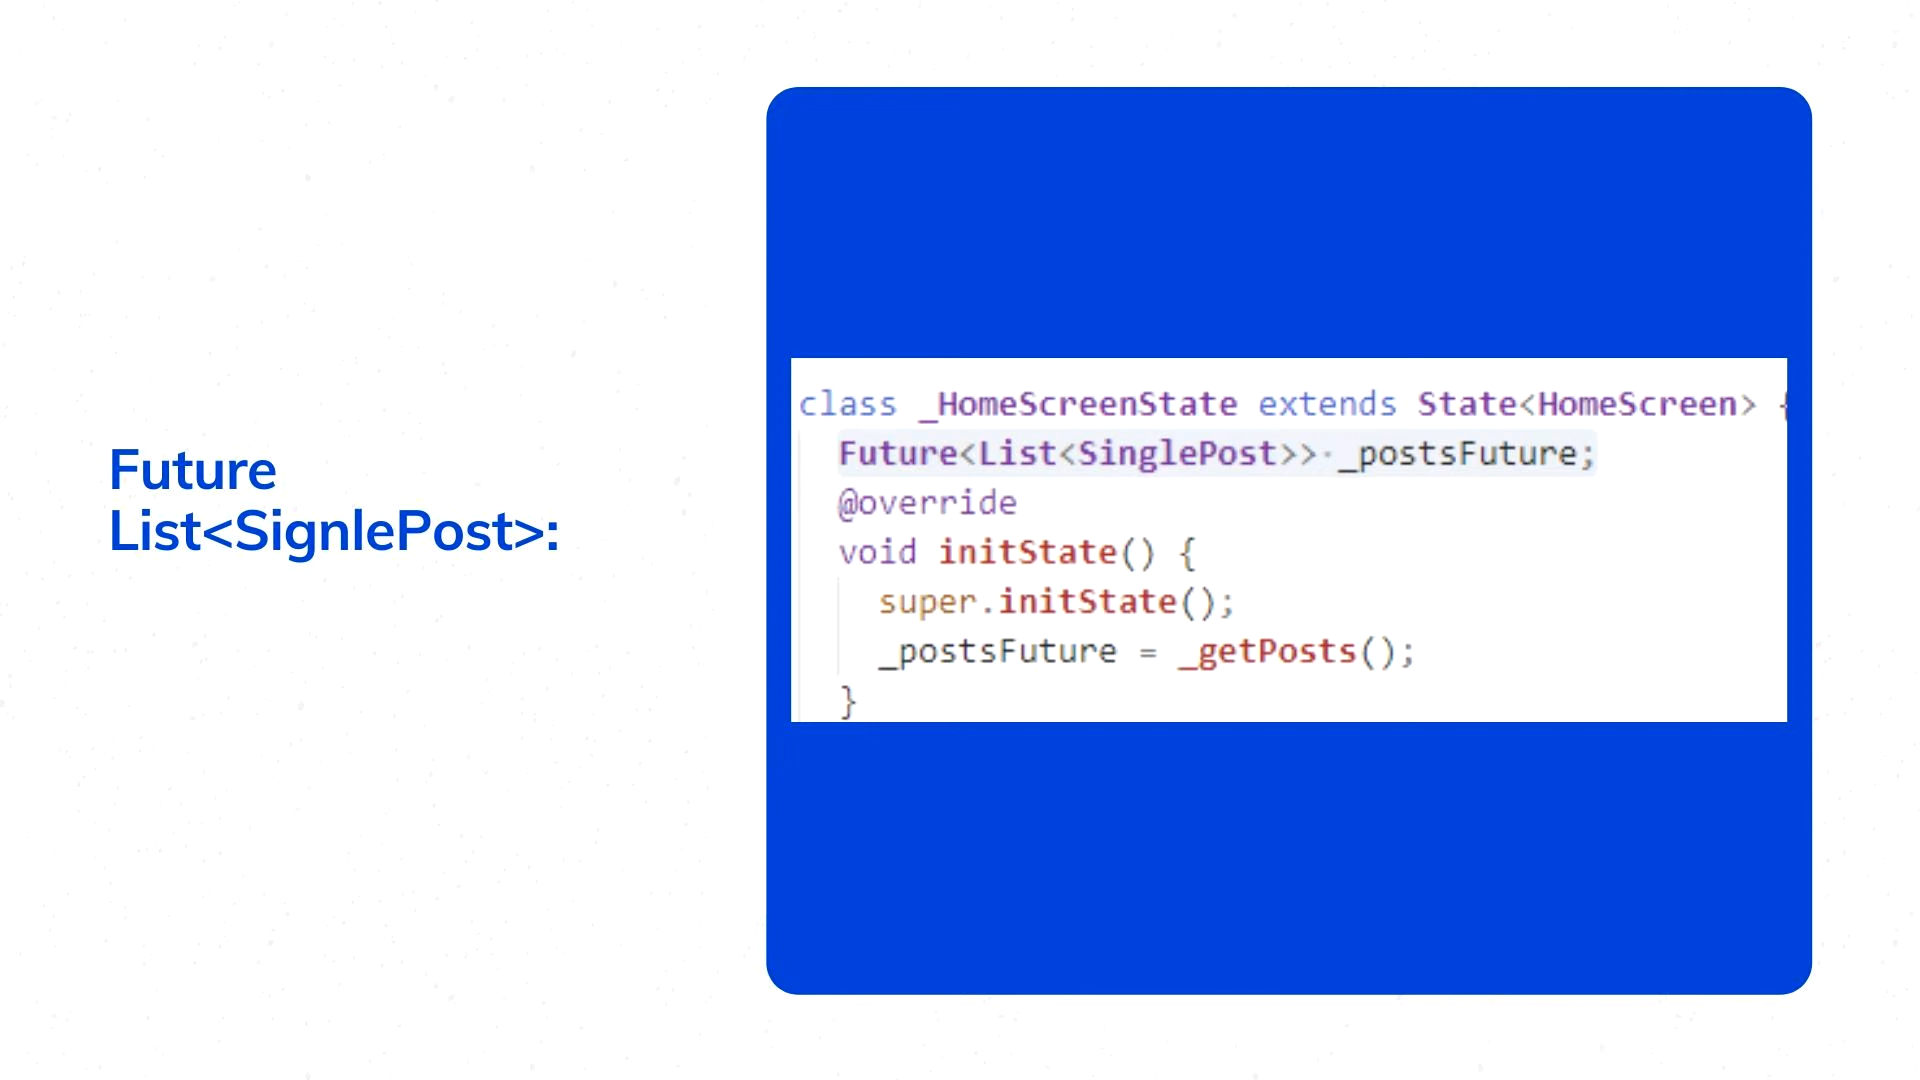 Future
List<SignlePost>:
class _HomeScreenState extends State<HomeScreen> {
Future<List<SinglePost>> _postsFuture;
@override
void initState() {
super.initState();
_postsFuture = _getPosts();
}